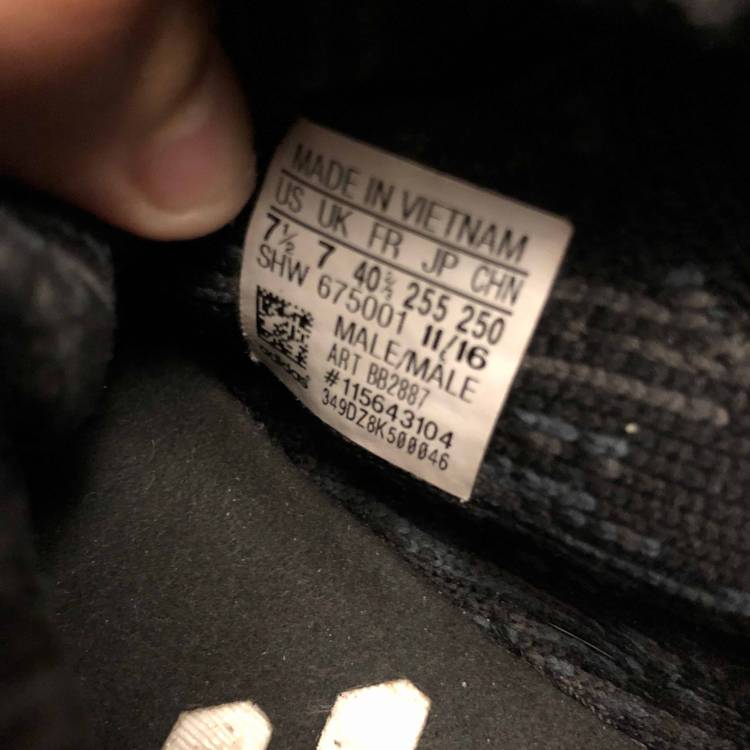 MADE IN VIETNAM
US UK FR JP CHN
7½ 7 40⅔ 255 250
SHW 675001 11/16
MALE/MALE
ART BB2887
#115643104
349DZ8K500046
adidas